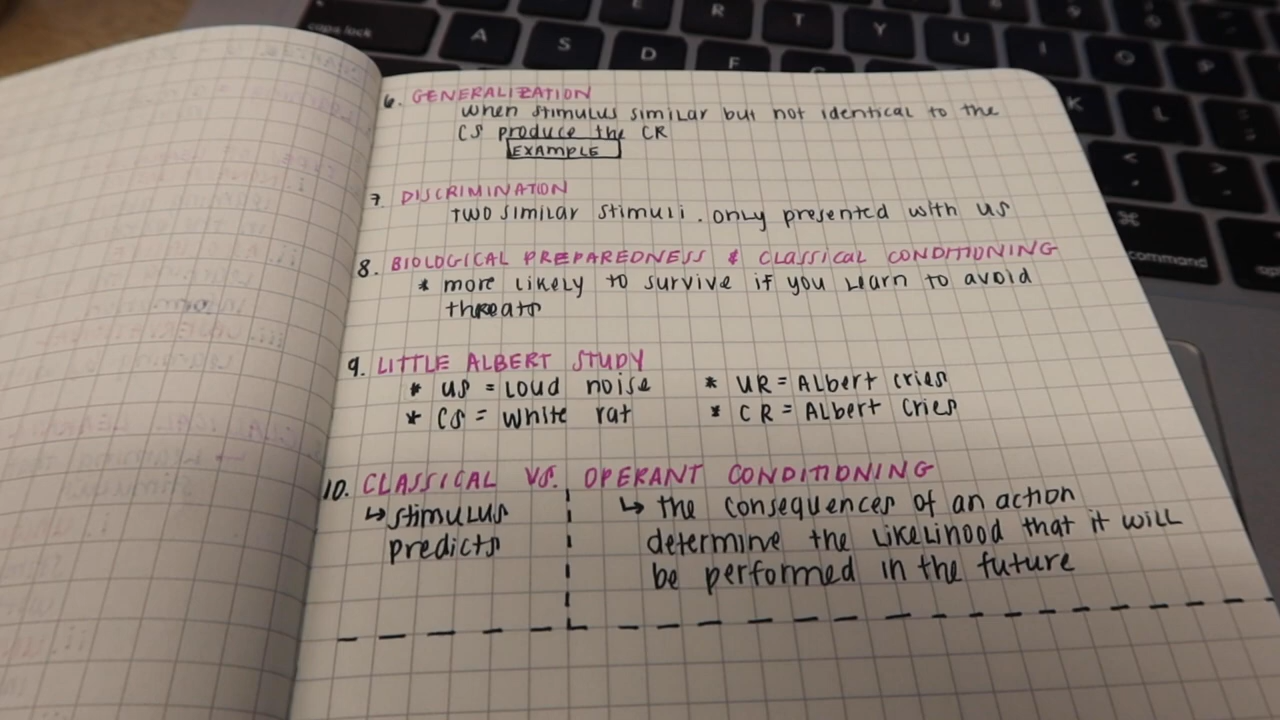 caps lock
E R T Y
A S D F G U I O P
K L
command
6. GENERALIZATION
when stimulus similar but not identical to the
CS produce the CR
EXAMPLE
7. DISCRIMINATION
two similar stimuli. only presented with us
8. BIOLOGICAL PREPAREDNESS & CLASSICAL CONDITIONING
* more likely to survive if you learn to avoid
threats
9. LITTLE ALBERT STUDY
* us = Loud noise * UR = Albert cries
* CS = white rat * CR = Albert cries
10. CLASSICAL VS. OPERANT CONDITIONING
↳ stimulus
predicts
↳ the consequences of an action
determine the likelihood that it will
be performed in the future